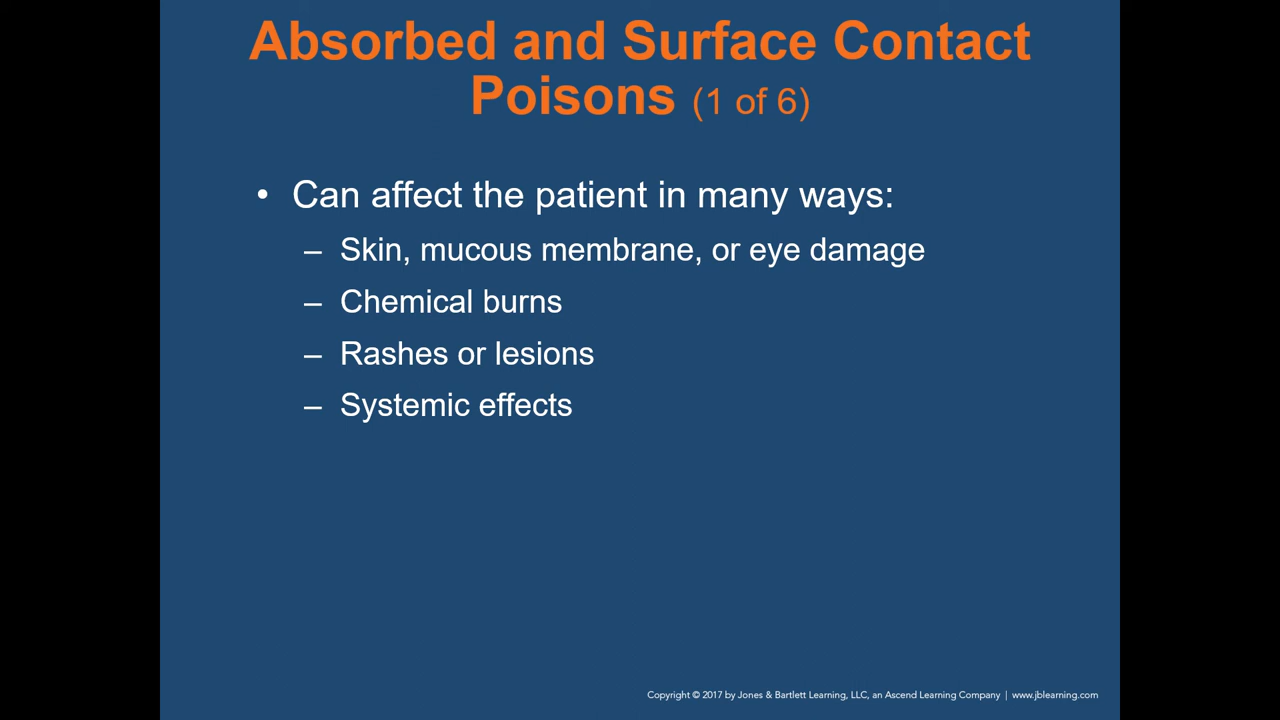 Absorbed and Surface Contact
Poisons (1 of 6)
• Can affect the patient in many ways:
– Skin, mucous membrane, or eye damage
– Chemical burns
– Rashes or lesions
– Systemic effects
Copyright © 2017 by Jones & Bartlett Learning, LLC, an Ascend Learning Company | www.jblearning.com